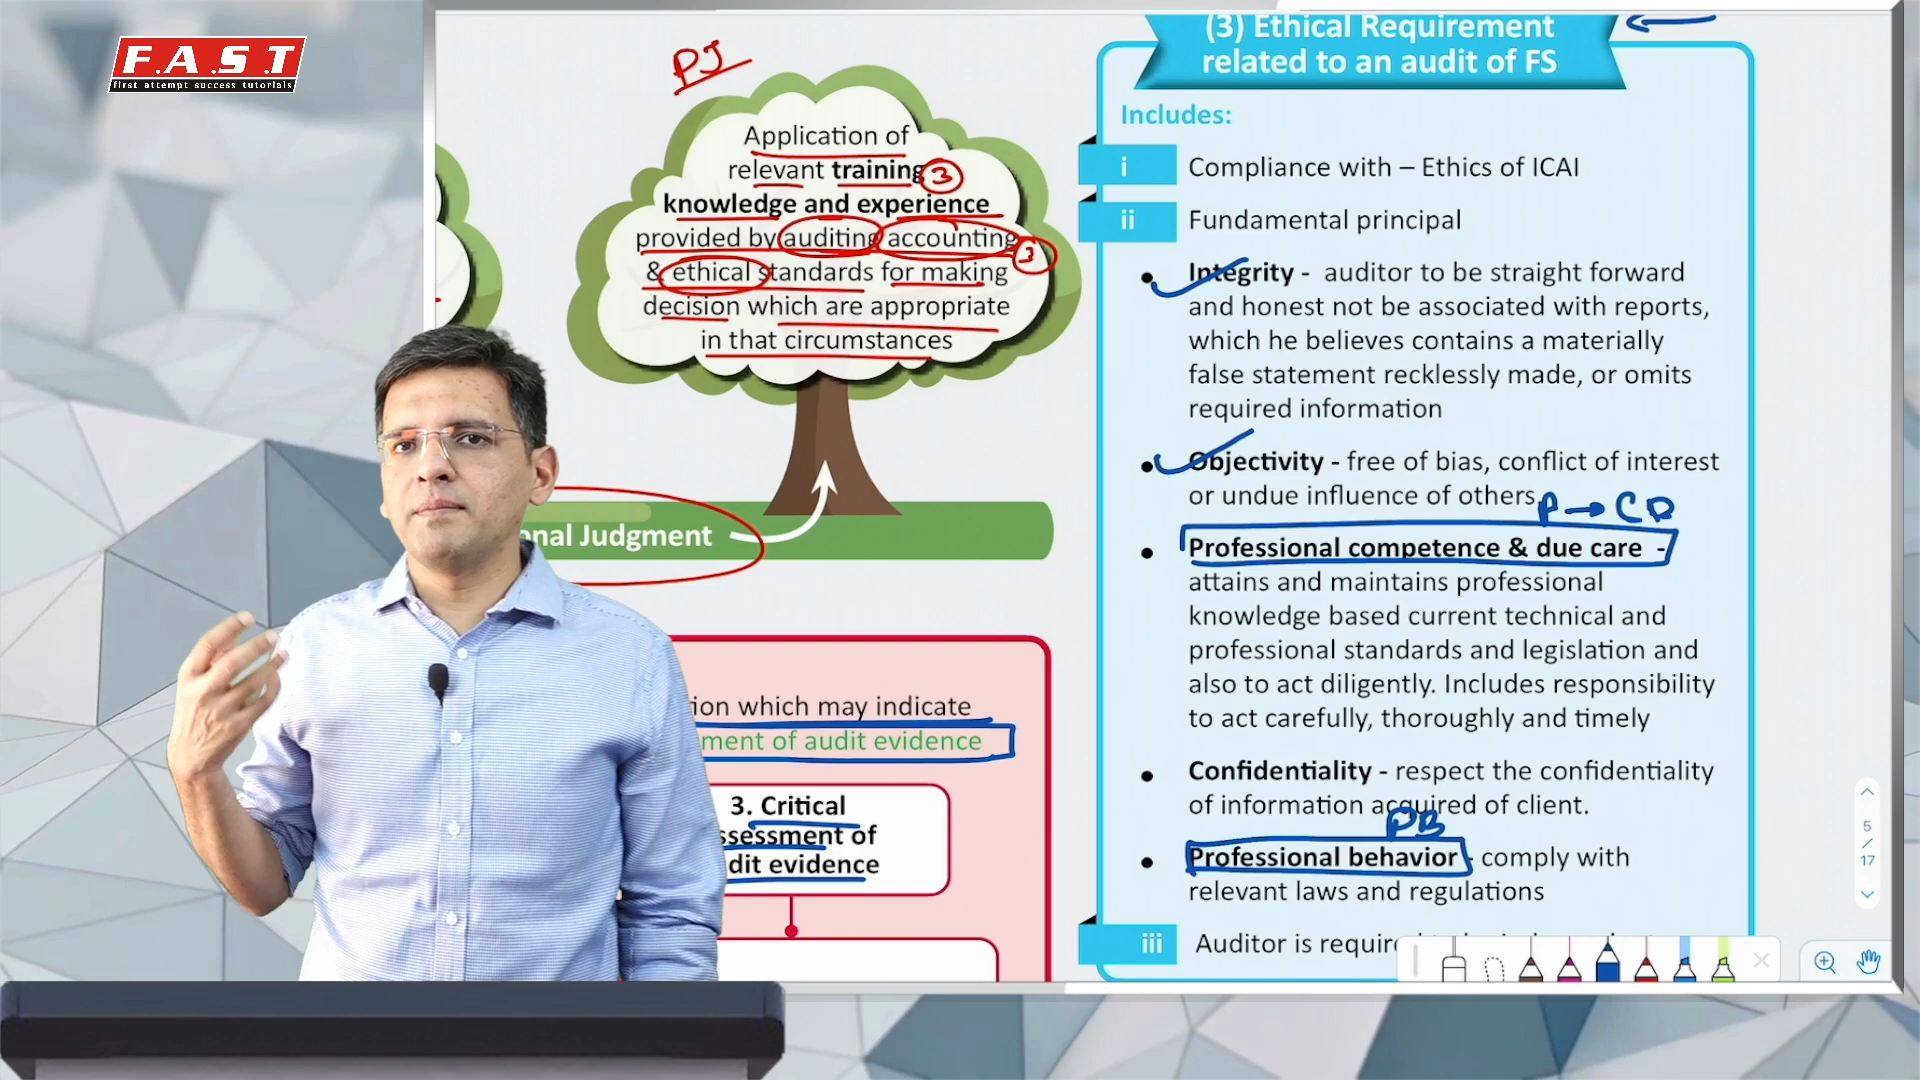 F.A.S.T
first attempt success tutorials
PJ
Application of
relevant training 3
knowledge and experience
provided by auditing accounting
& ethical standards for making 3
decision which are appropriate
in that circumstances
onal Judgment
ion which may indicate
ment of audit evidence
3. Critical
ssessment of
dit evidence
(3) Ethical Requirement
related to an audit of FS
Includes:
i Compliance with – Ethics of ICAI
ii Fundamental principal
• Integrity - auditor to be straight forward
and honest not be associated with reports,
which he believes contains a materially
false statement recklessly made, or omits
required information
• Objectivity - free of bias, conflict of interest
or undue influence of others
P → CD
• Professional competence & due care -
attains and maintains professional
knowledge based current technical and
professional standards and legislation and
also to act diligently. Includes responsibility
to act carefully, thoroughly and timely
• Confidentiality - respect the confidentiality
of information acquired of client.
PB
• Professional behavior - comply with
relevant laws and regulations
iii Auditor is requir
5
/
17